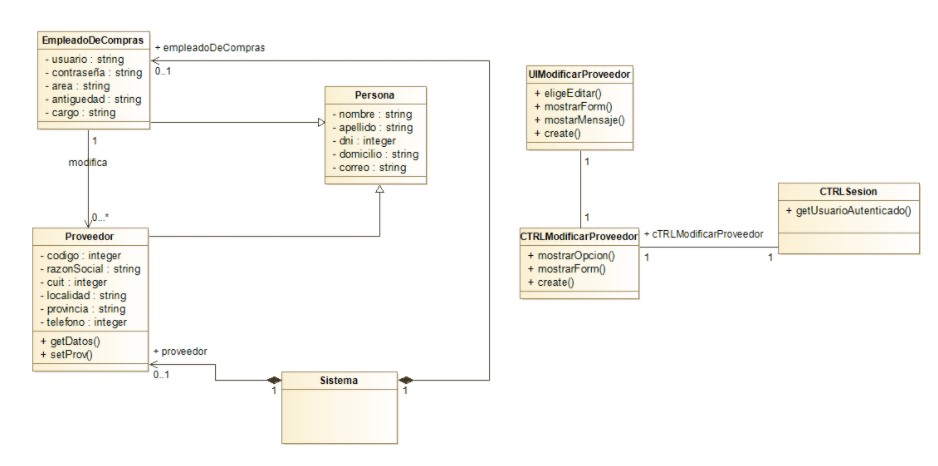 EmpleadoDeCompras
- usuario : string
- contraseña : string
- area : string
- antiguedad : string
- cargo : string
+ empleadoDeCompras
0..1
Persona
- nombre : string
- apellido : string
- dni : integer
- domicilio : string
- correo : string
1
modifica
0...*
Proveedor
- codigo : integer
- razonSocial : string
- cuit : integer
- localidad : string
- provincia : string
- telefono : integer
+ getDatos()
+ setProv()
+ proveedor
0..1
1
Sistema
1
UIModificarProveedor
+ eligeEditar()
+ mostrarForm()
+ mostarMensaje()
+ create()
1
1
CTRLModificarProveedor
+ mostrarOpcion()
+ mostrarForm()
+ create()
+ cTRLModificarProveedor
1
1
CTRLSesion
+ getUsuarioAutenticado()